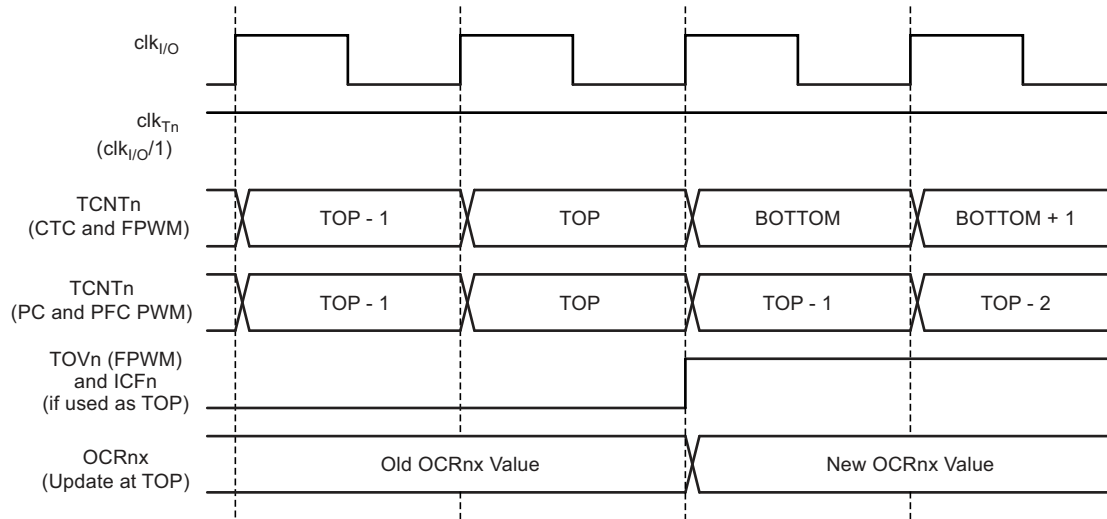 clkI/O
clkTn
(clkI/O/1)
TCNTn
(CTC and FPWM)
TOP - 1
TOP
BOTTOM
BOTTOM + 1
TCNTn
(PC and PFC PWM)
TOP - 1
TOP
TOP - 1
TOP - 2
TOVn (FPWM)
and ICFn
(if used as TOP)
OCRnx
(Update at TOP)
Old OCRnx Value
New OCRnx Value